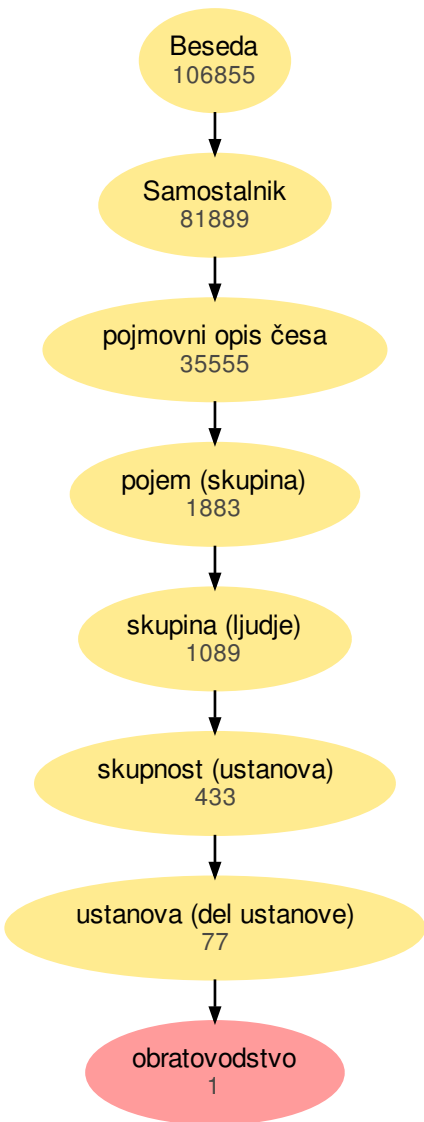 Beseda
106855
Samostalnik
81889
pojmovni opis česa
35555
pojem (skupina)
1883
skupina (ljudje)
1089
skupnost (ustanova)
433
ustanova (del ustanove)
77
obratovodstvo
1